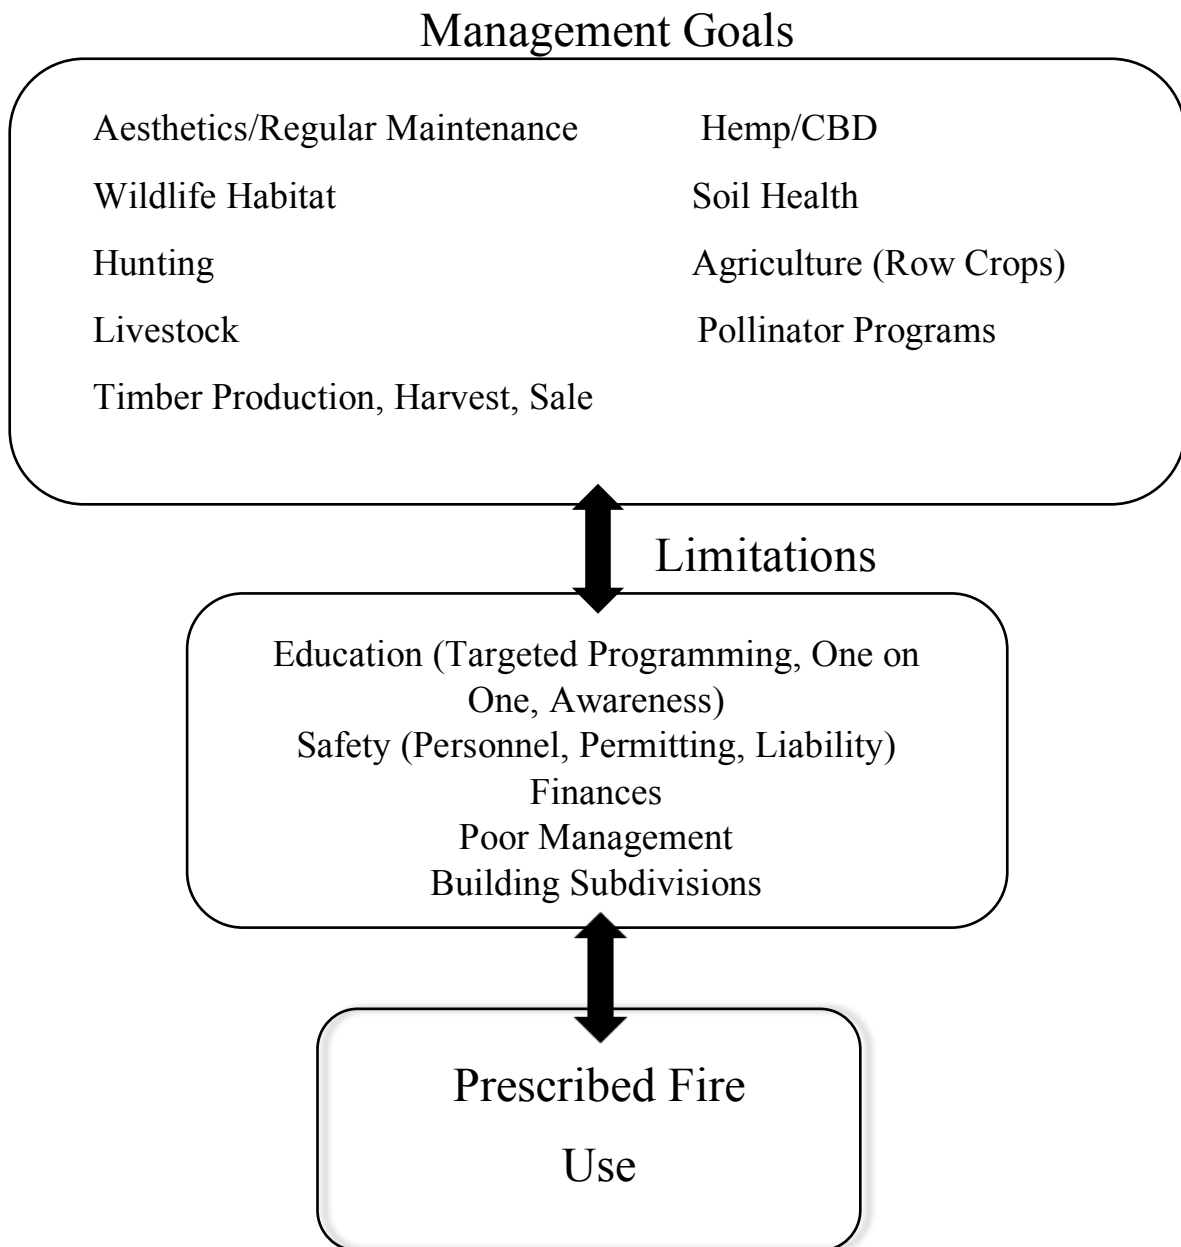 Management Goals
Aesthetics/Regular Maintenance
Wildlife Habitat
Hunting
Livestock
Timber Production, Harvest, Sale
Hemp/CBD
Soil Health
Agriculture (Row Crops)
Pollinator Programs
Limitations
Education (Targeted Programming, One on
One, Awareness)
Safety (Personnel, Permitting, Liability)
Finances
Poor Management
Building Subdivisions
Prescribed Fire
Use